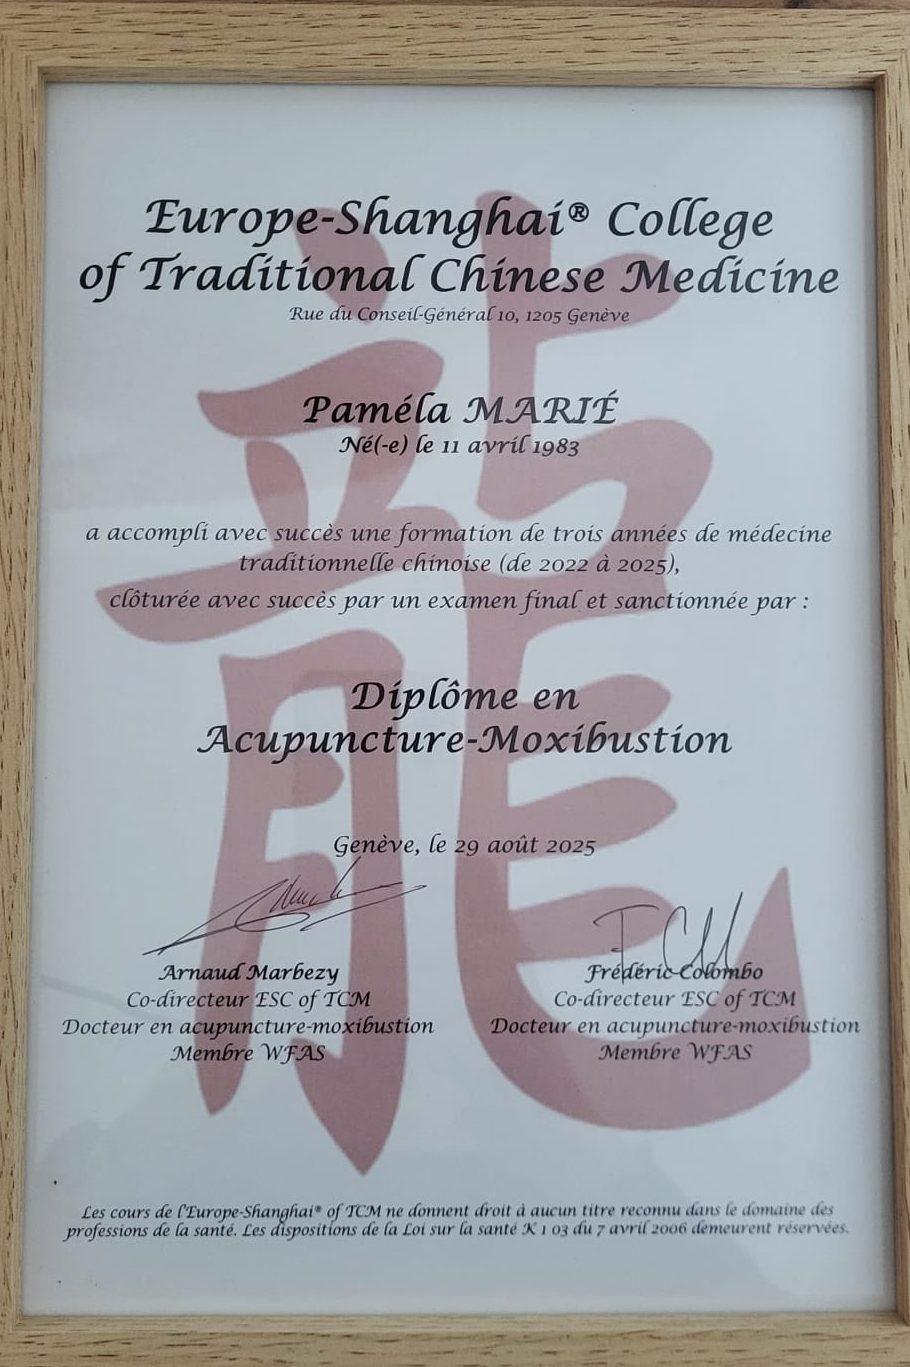 Europe-Shanghai® College
of Traditional Chinese Medicine
Rue du Conseil-Général 10, 1205 Genève
Paméla MARIÉ
Né(-e) le 11 avril 1983
a accompli avec succès une formation de trois années de médecine
traditionnelle chinoise (de 2022 à 2025),
clôturée avec succès par un examen final et sanctionnée par :
Diplôme en
Acupuncture-Moxibustion
Genève, le 29 août 2025
Arnaud Marbezy
Co-directeur ESC of TCM
Docteur en acupuncture-moxibustion
Membre WFAS
Frédéric Colombo
Co-directeur ESC of TCM
Docteur en acupuncture-moxibustion
Membre WFAS
Les cours de l'Europe-Shanghai® of TCM ne donnent droit à aucun titre reconnu dans le domaine des
professions de la santé. Les dispositions de la Loi sur la santé K 1 03 du 7 avril 2006 demeurent réservées.
龍